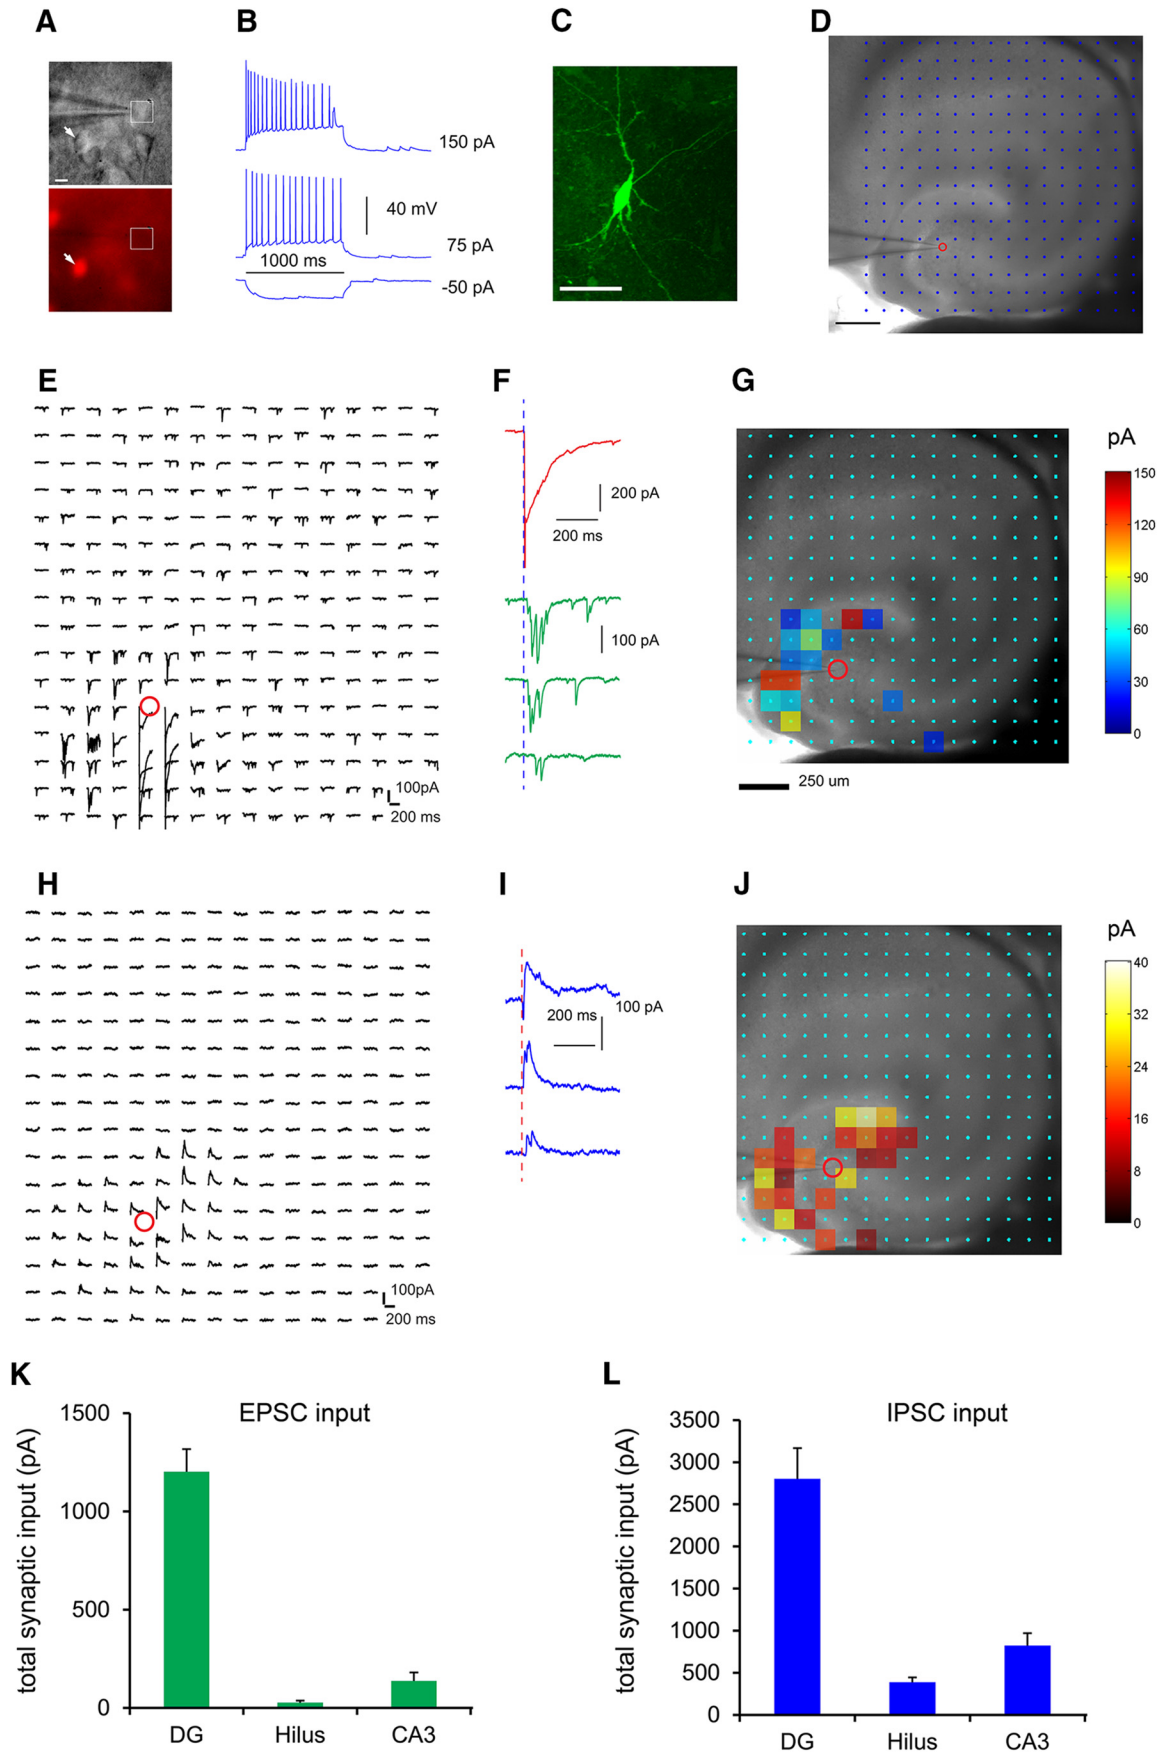 A
B
C
D
150 pA
40 mV
75 pA
1000 ms
-50 pA
E
F
G
pA
150
120
90
60
30
0
200 pA
200 ms
100 pA
250 um
100pA
200 ms
H
I
J
pA
40
32
24
16
8
0
100 pA
200 ms
100pA
200 ms
K
EPSC input
total synaptic input (pA)
1500
1000
500
0
DG Hilus CA3
L
IPSC input
total synaptic input (pA)
3500
3000
2500
2000
1500
1000
500
0
DG Hilus CA3